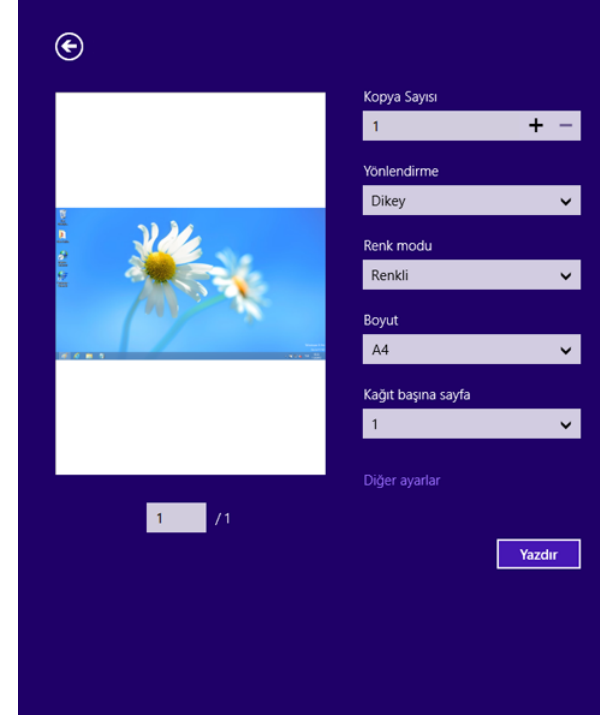 Kopya Sayısı
1
Yönlendirme
Dikey
Renk modu
Renkli
Boyut
A4
Kağıt başına sayfa
1
Diğer ayarlar
1 / 1
Yazdır